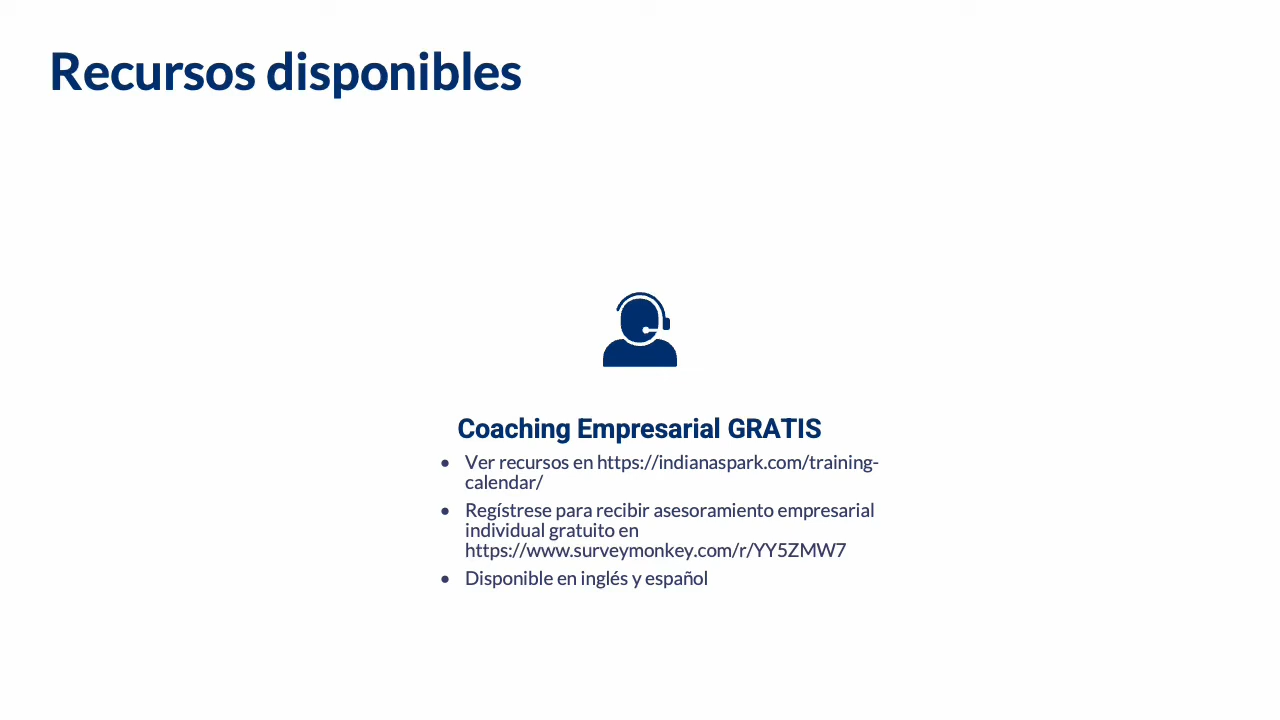 Recursos disponibles
Coaching Empresarial GRATIS
• Ver recursos en https://indianaspark.com/training-
calendar/
• Regístrese para recibir asesoramiento empresarial
individual gratuito en
https://www.surveymonkey.com/r/YY5ZMW7
• Disponible en inglés y español